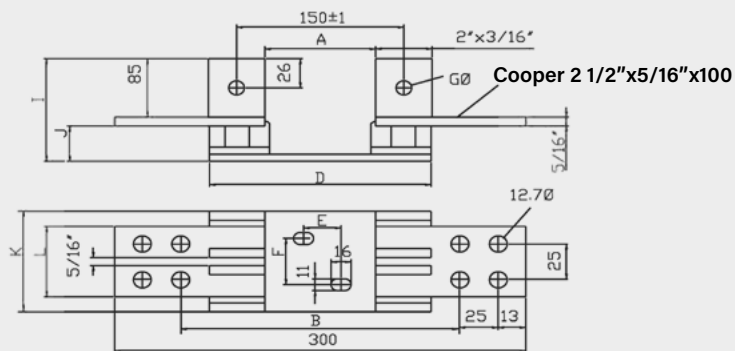 150±1
A
2"x3/16"
85
26
GØ
Cooper 2 1/2"x5/16"x100
I
J
5/16"
D
12.7Ø
K
L
5/16"
E
F
16
11
25
B
25
13
300